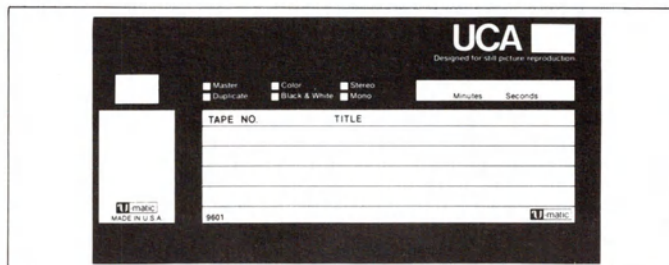 UCA
Designed for still picture reproduction
Master Color Stereo
Duplicate Black & White Mono
Minutes Seconds
TAPE NO. TITLE
U-matic
MADE IN U.S.A.
9601 U-matic